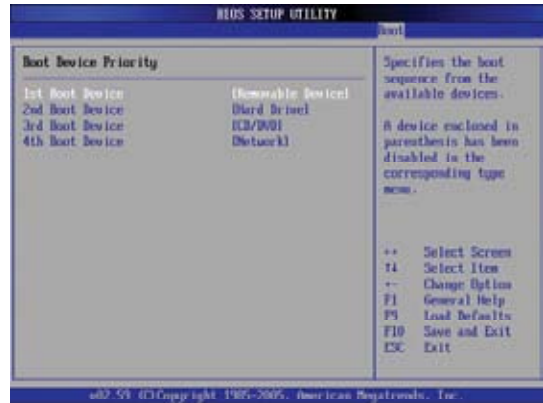 BIOS SETUP UTILITY
Boot
Boot Device Priority
1st Boot Device [Removable Device]
2nd Boot Device [Hard Drive]
3rd Boot Device [CD/DVD]
4th Boot Device [Network]
Specifies the boot
sequence from the
available devices.
A device enclosed in
parenthesis has been
disabled in the
corresponding type
menu.
Select Screen
↑↓ Select Item
+- Change Option
F1 General Help
F9 Load Defaults
F10 Save and Exit
ESC Exit
v02.59 (C)Copyright 1985-2005, American Megatrends, Inc.